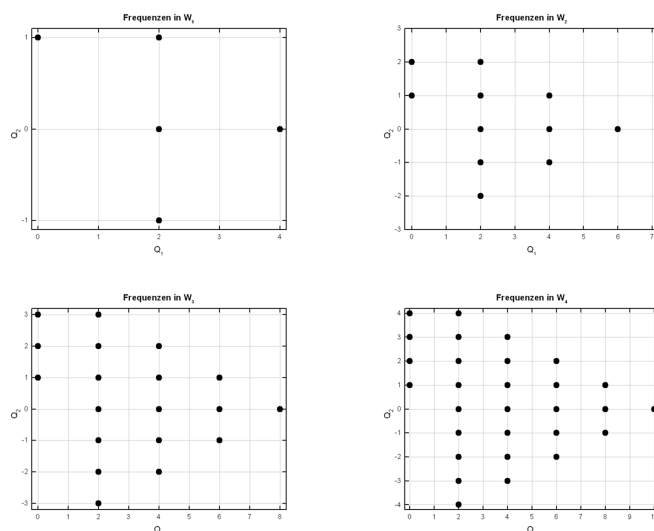 Frequenzen in W₁
1
0
-1
Q₂
0 1 2 3 4
Q₁
Frequenzen in W₂
3
2
1
0
-1
-2
-3
Q₂
0 1 2 3 4 5 6 7
Q₁
Frequenzen in W₃
3
2
1
0
-1
-2
-3
Q₂
0 1 2 3 4 5 6 7 8
Q
Frequenzen in W₄
4
3
2
1
0
-1
-2
-3
-4
Q₂
0 1 2 3 4 5 6 7 8 9
Q